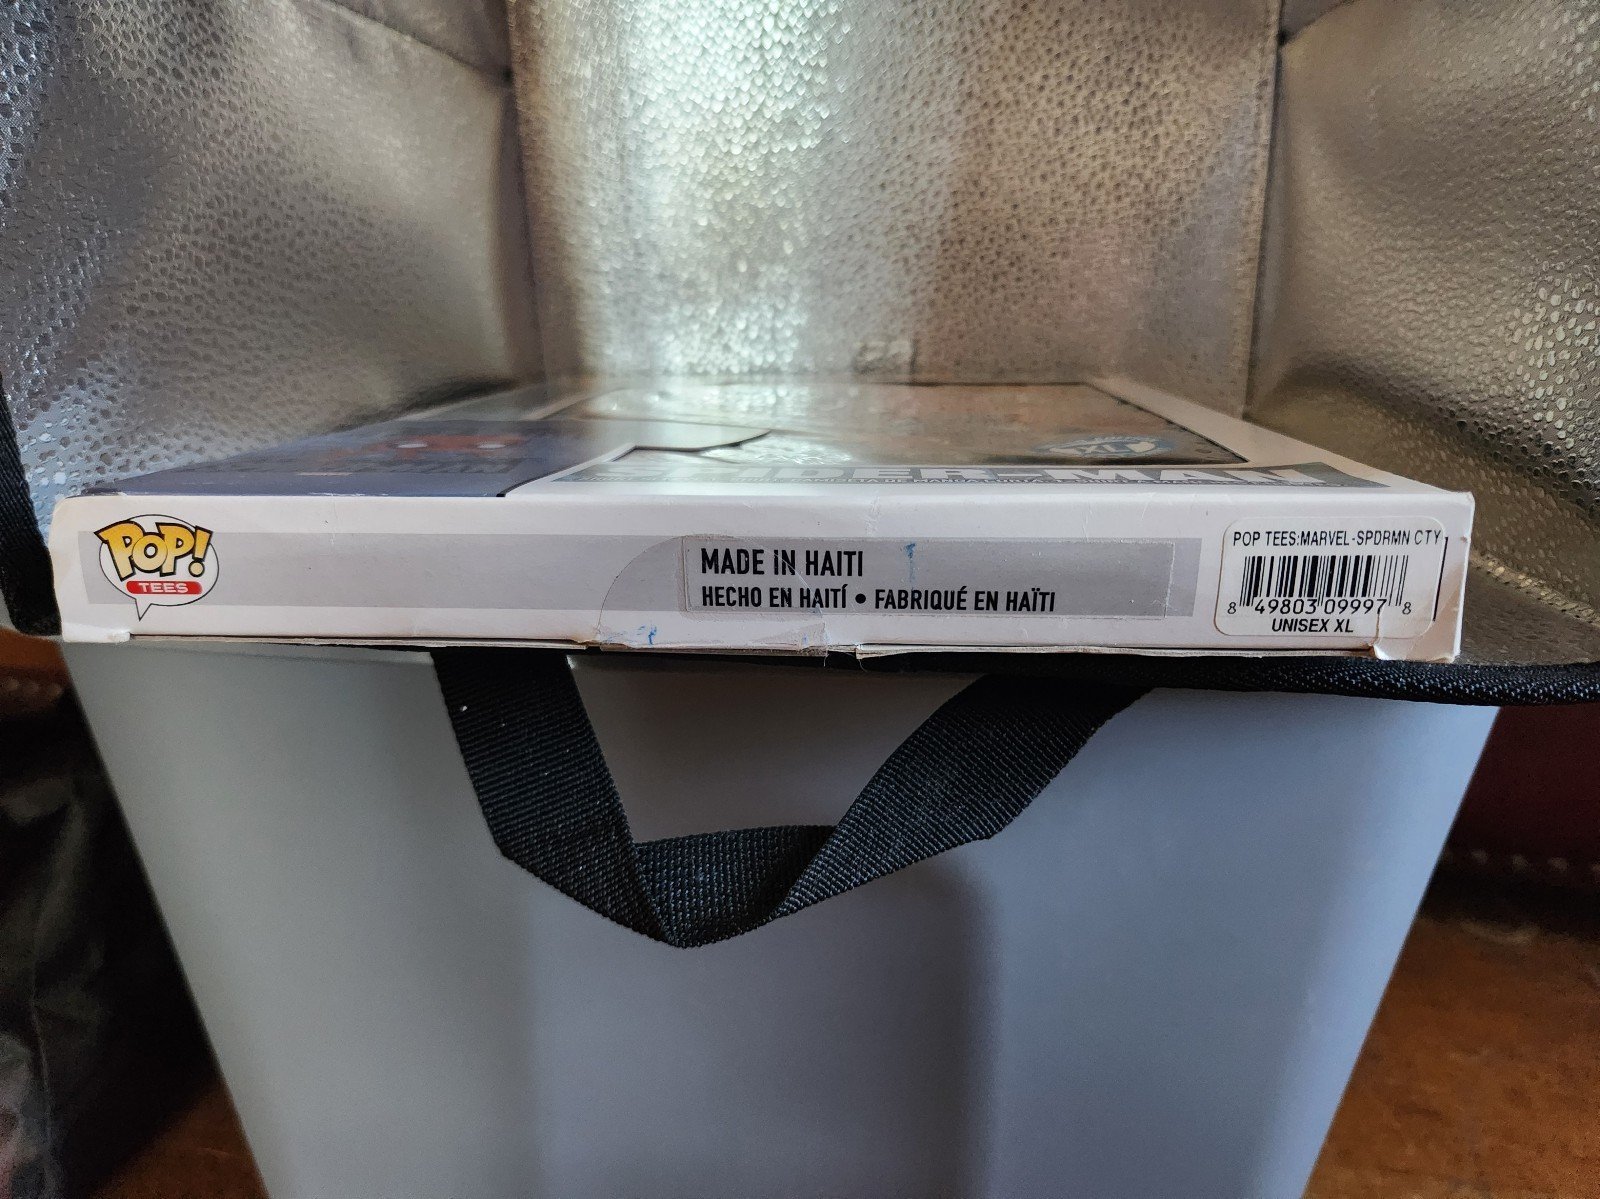 SPIDER-MAN
XL
POP!
TEES
MADE IN HAITI
HECHO EN HAITÍ • FABRIQUÉ EN HAÏTI
POP TEES:MARVEL-SPDRMN CTY
8 49803 09997 8
UNISEX XL